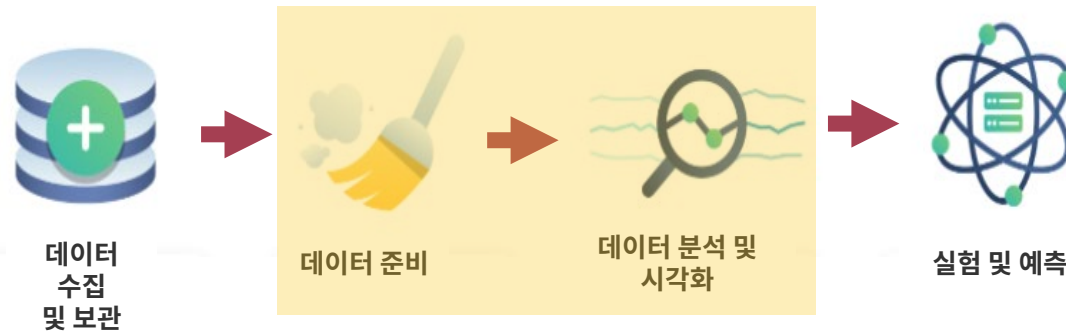 데이터
수집
및 보관
데이터 준비
데이터 분석 및
시각화
실험 및 예측